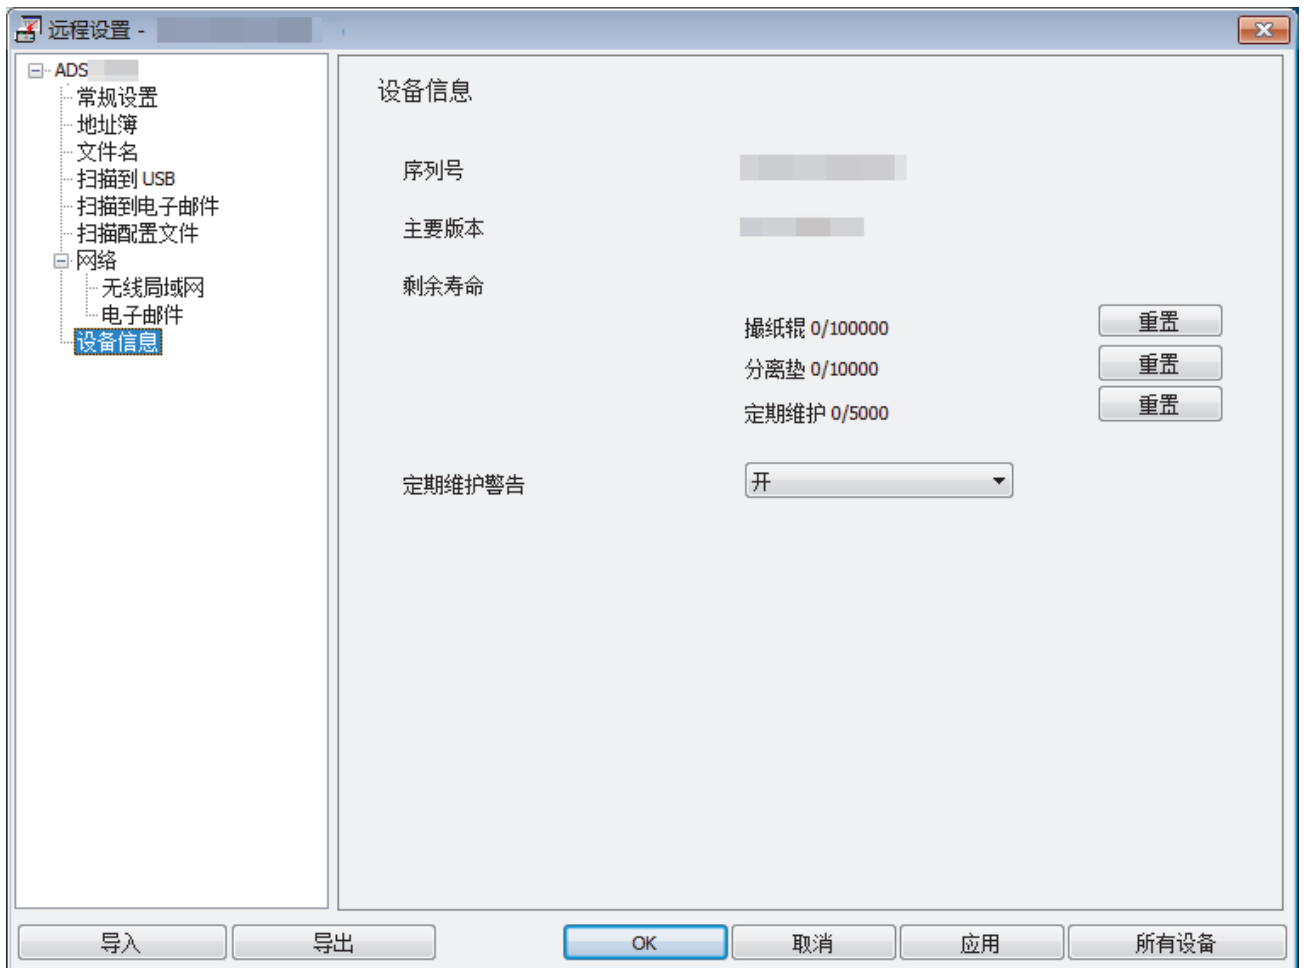 远程设置 -
ADS
常规设置
地址簿
文件名
扫描到 USB
扫描到电子邮件
扫描配置文件
网络
无线局域网
电子邮件
设备信息
设备信息
序列号
主要版本
剩余寿命
撮纸辊 0/100000
重置
分离垫 0/10000
重置
定期维护 0/5000
重置
定期维护警告
开
导入
导出
OK
取消
应用
所有设备